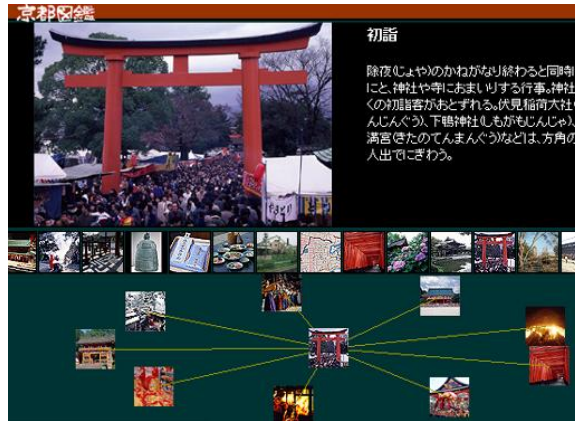 京都図鑑
初詣
除夜(じょや)のかねがなり終わると同時
にと、神社や寺におまいりする行事。神社
くの初詣客がおとずれる。伏見稲荷大社
んじんぐう)、下鴨神社(しもがもじんじゃ)、
満宮(きたのてんまんぐう)などは、方角の
人出でにぎわう。
やきとり